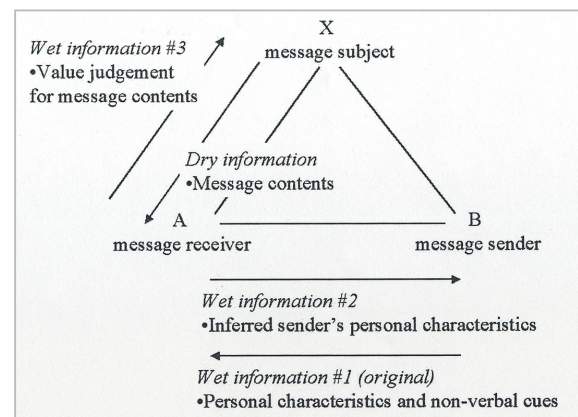 X
message subject
Wet information #3
•Value judgement
for message contents
Dry information
•Message contents
A
message receiver
B
message sender
Wet information #2
•Inferred sender's personal characteristics
Wet information #1 (original)
•Personal characteristics and non-verbal cues